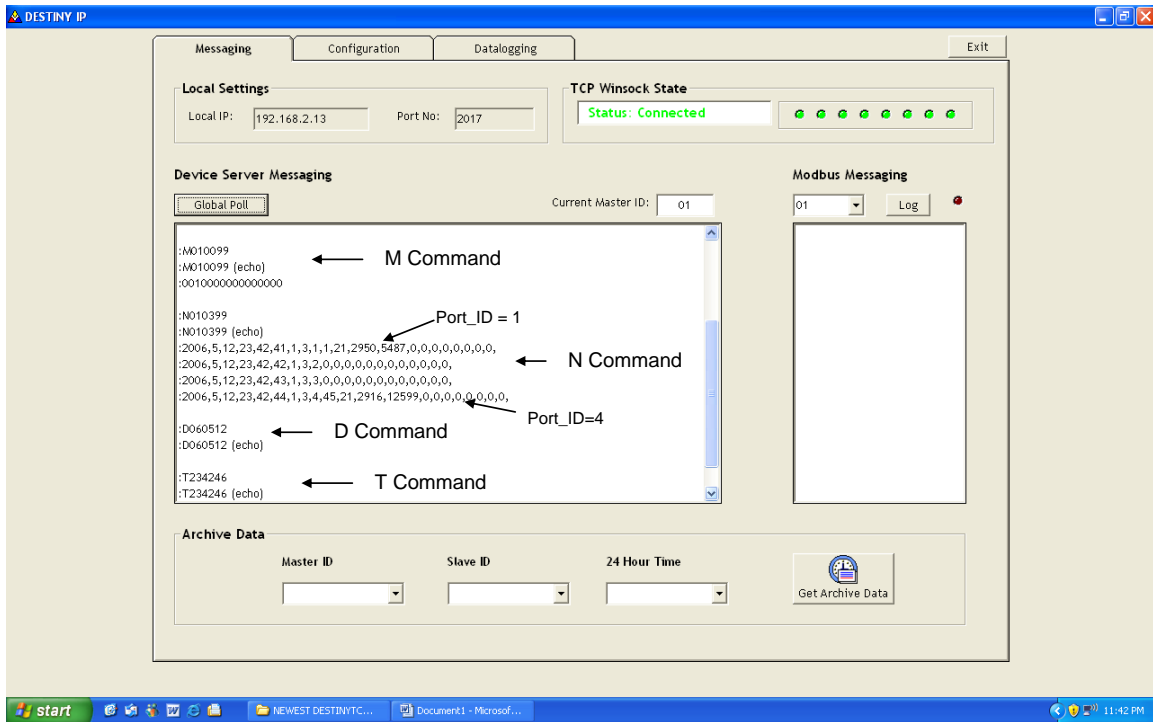 DESTINY IP
Messaging Configuration Datalogging Exit
Local Settings
Local IP: 192.168.2.13 Port No: 2017
TCP Winsock State
Status: Connected
Device Server Messaging
Global Poll Current Master ID: 01
Modbus Messaging
01 Log
:M010099
:M010099 (echo)
:0010000000000000
M Command
:N010399
:N010399 (echo)
:2006,5,12,23,42,41,1,3,1,1,21,2950,5487,0,0,0,0,0,0,0,0,
:2006,5,12,23,42,42,1,3,2,0,0,0,0,0,0,0,0,0,0,0,0,
:2006,5,12,23,42,43,1,3,3,0,0,0,0,0,0,0,0,0,0,0,0,
:2006,5,12,23,42,44,1,3,4,45,21,2916,12599,0,0,0,0,0,0,0,0,
Port_ID = 1
N Command
Port_ID=4
:D060512
:D060512 (echo)
D Command
:T234246
:T234246 (echo)
T Command
Archive Data
Master ID Slave ID 24 Hour Time
Get Archive Data
start NEWEST DESTINYTC... Document1 - Microsof... 11:42 PM